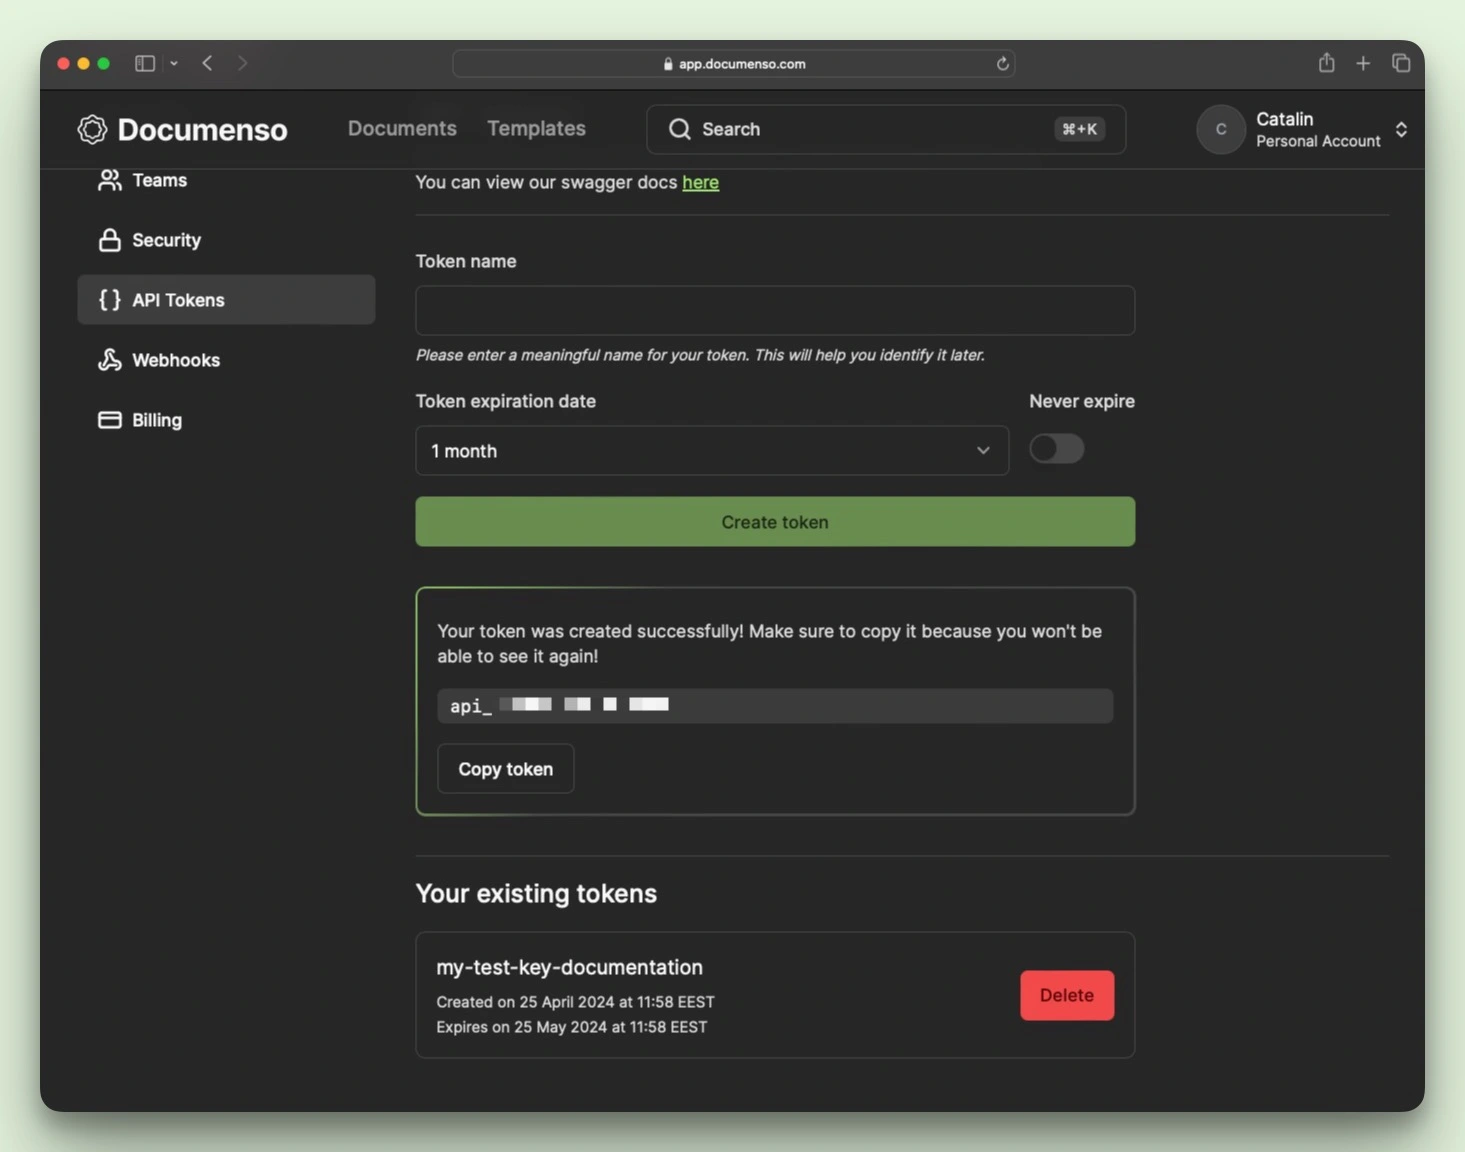 app.documenso.com
Documenso
Documents
Templates
Search
⌘+K
C
Catalin
Personal Account
Teams
Security
API Tokens
Webhooks
Billing
You can view our swagger docs here
Token name
Please enter a meaningful name for your token. This will help you identify it later.
Token expiration date
Never expire
1 month
Create token
Your token was created successfully! Make sure to copy it because you won't be
able to see it again!
api_
Copy token
Your existing tokens
my-test-key-documentation
Created on 25 April 2024 at 11:58 EEST
Expires on 25 May 2024 at 11:58 EEST
Delete